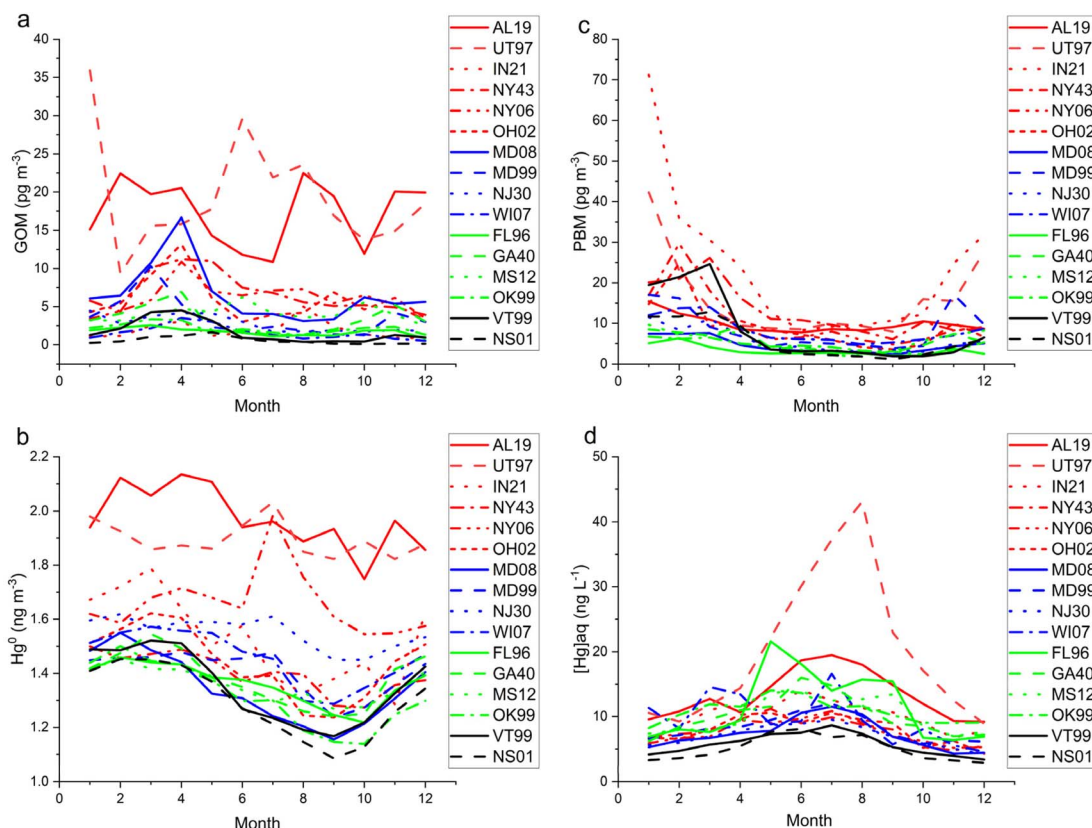 a
40
35
30
25
20
15
10
5
0
GOM (pg m⁻³)
0 2 4 6 8 10 12
Month
AL19
UT97
IN21
NY43
NY06
OH02
MD08
MD99
NJ30
WI07
FL96
GA40
MS12
OK99
VT99
NS01
c
80
70
60
50
40
30
20
10
0
PBM (pg m⁻³)
0 2 4 6 8 10 12
Month
AL19
UT97
IN21
NY43
NY06
OH02
MD08
MD99
NJ30
WI07
FL96
GA40
MS12
OK99
VT99
NS01
b
2.2
2.0
1.8
1.6
1.4
1.2
1.0
Hg⁰ (ng m⁻³)
0 2 4 6 8 10 12
Month
AL19
UT97
IN21
NY43
NY06
OH02
MD08
MD99
NJ30
WI07
FL96
GA40
MS12
OK99
VT99
NS01
d
50
40
30
20
10
0
[Hg]aq (ng L⁻¹)
0 2 4 6 8 10 12
Month
AL19
UT97
IN21
NY43
NY06
OH02
MD08
MD99
NJ30
WI07
FL96
GA40
MS12
OK99
VT99
NS01